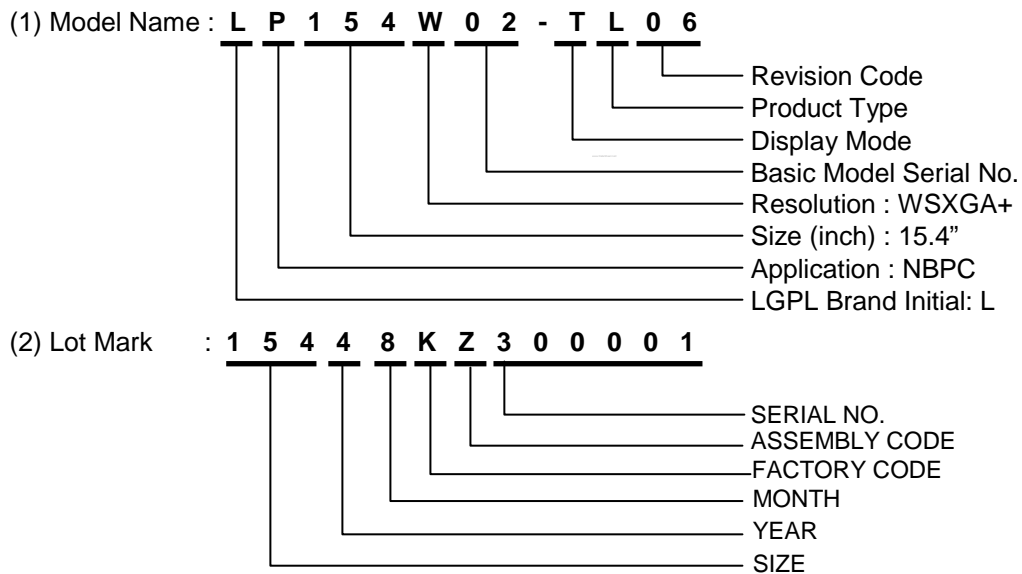 (1) Model Name : L P 1 5 4 W 0 2 - T L 0 6
Revision Code
Product Type
Display Mode
Basic Model Serial No.
Resolution : WSXGA+
Size (inch) : 15.4”
Application : NBPC
LGPL Brand Initial: L
(2) Lot Mark : 1 5 4 4 8 K Z 3 0 0 0 0 1
SERIAL NO.
ASSEMBLY CODE
FACTORY CODE
MONTH
YEAR
SIZE